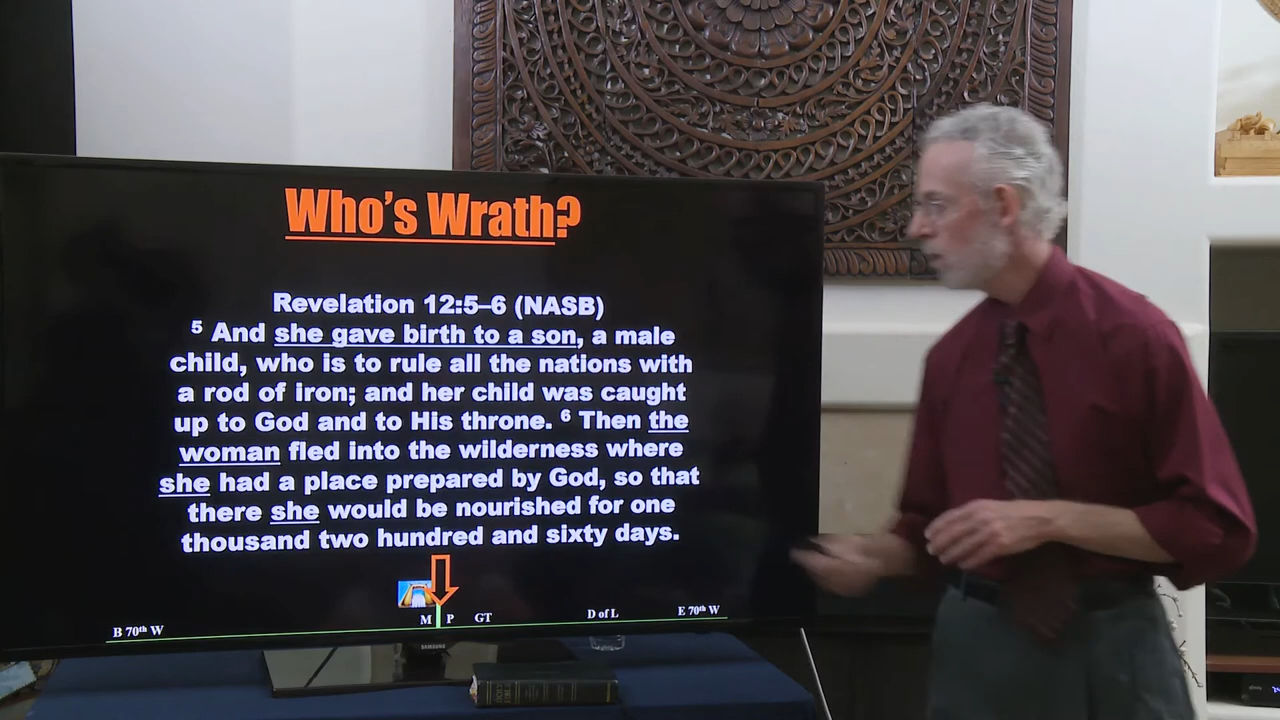 Who's Wrath?
Revelation 12:5–6 (NASB)
5 And she gave birth to a son, a male
child, who is to rule all the nations with
a rod of iron; and her child was caught
up to God and to His throne. 6 Then the
woman fled into the wilderness where
she had a place prepared by God, so that
there she would be nourished for one
thousand two hundred and sixty days.
B 70th W M P GT D of L E 70th W
SAMSUNG
HOLY BIBLE